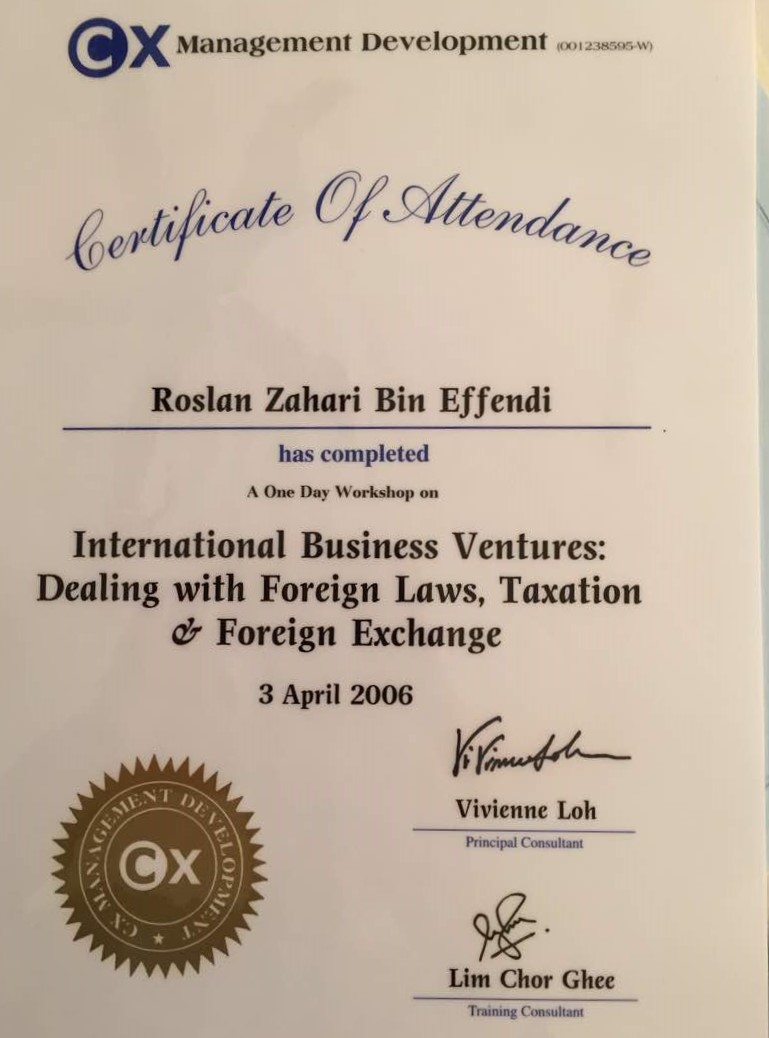 CX Management Development (001238595-W)
Certificate Of Attendance
Roslan Zahari Bin Effendi
has completed
A One Day Workshop on
International Business Ventures:
Dealing with Foreign Laws, Taxation
& Foreign Exchange
3 April 2006
Vivienne Loh
Vivienne Loh
Principal Consultant
CX MANAGEMENT DEVELOPMENT
CX
Lim Chor Ghee
Training Consultant